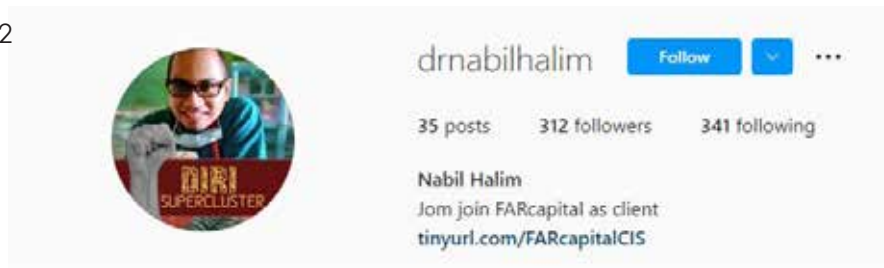 2
drnabilhalim Follow
35 posts 312 followers 341 following
Nabil Halim
Jom join FARcapital as client
tinyurl.com/FARcapitalCIS
DIRI
SUPERCLUSTER